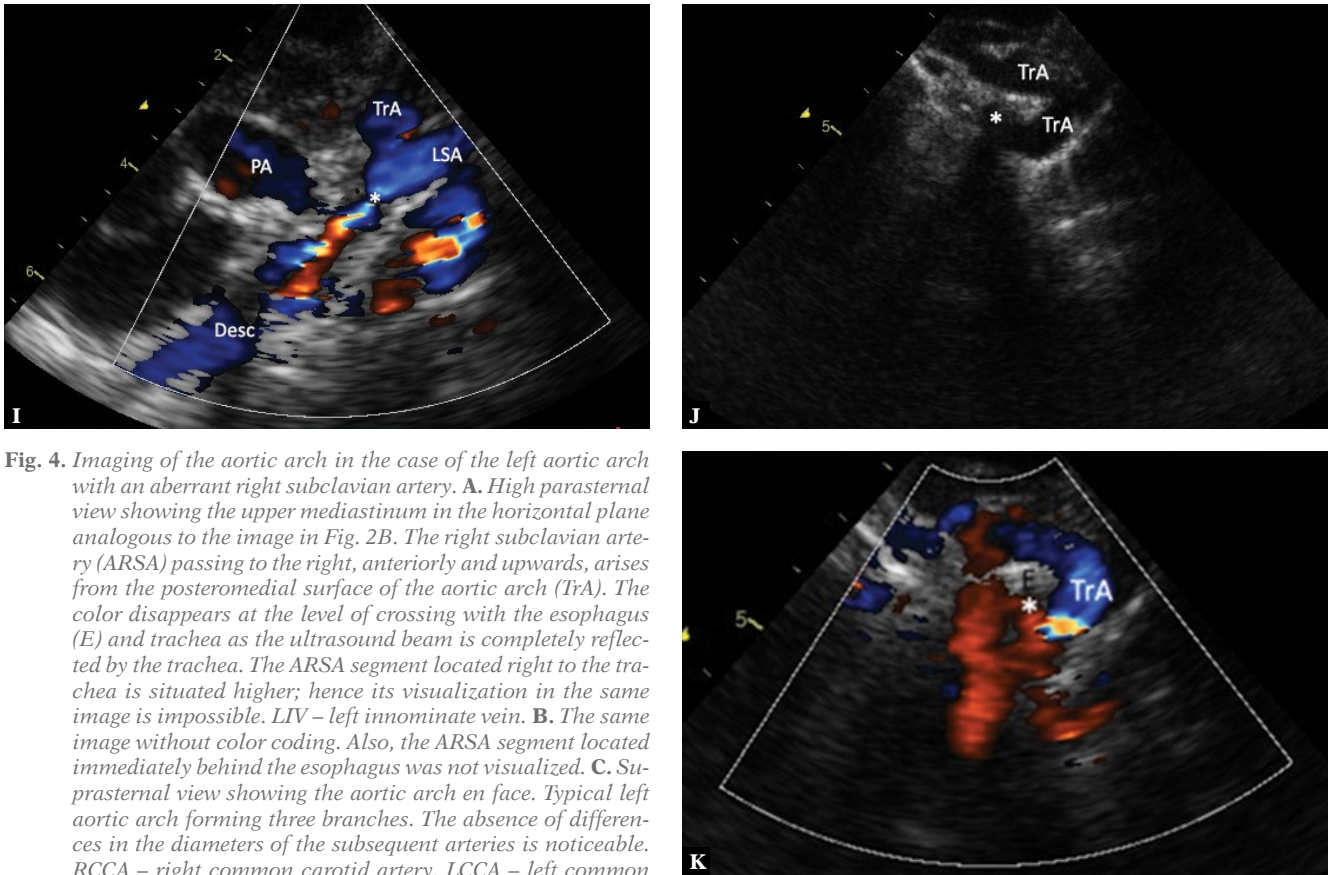 2
4
6
PA
TrA
LSA
*
Desc
I
5
TrA
*
TrA
J
Fig. 4. Imaging of the aortic arch in the case of the left aortic arch
with an aberrant right subclavian artery. A. High parasternal
view showing the upper mediastinum in the horizontal plane
analogous to the image in Fig. 2B. The right subclavian arte-
ry (ARSA) passing to the right, anteriorly and upwards, arises
from the posteromedial surface of the aortic arch (TrA). The
color disappears at the level of crossing with the esophagus
(E) and trachea as the ultrasound beam is completely reflec-
ted by the trachea. The ARSA segment located right to the tra-
chea is situated higher; hence its visualization in the same
image is impossible. LIV – left innominate vein. B. The same
image without color coding. Also, the ARSA segment located
immediately behind the esophagus was not visualized. C. Su-
prasternal view showing the aortic arch en face. Typical left
aortic arch forming three branches. The absence of differen-
ces in the diameters of the subsequent arteries is noticeable.
RCCA – right common carotid artery, LCCA – left common
5
E
TrA
*
K